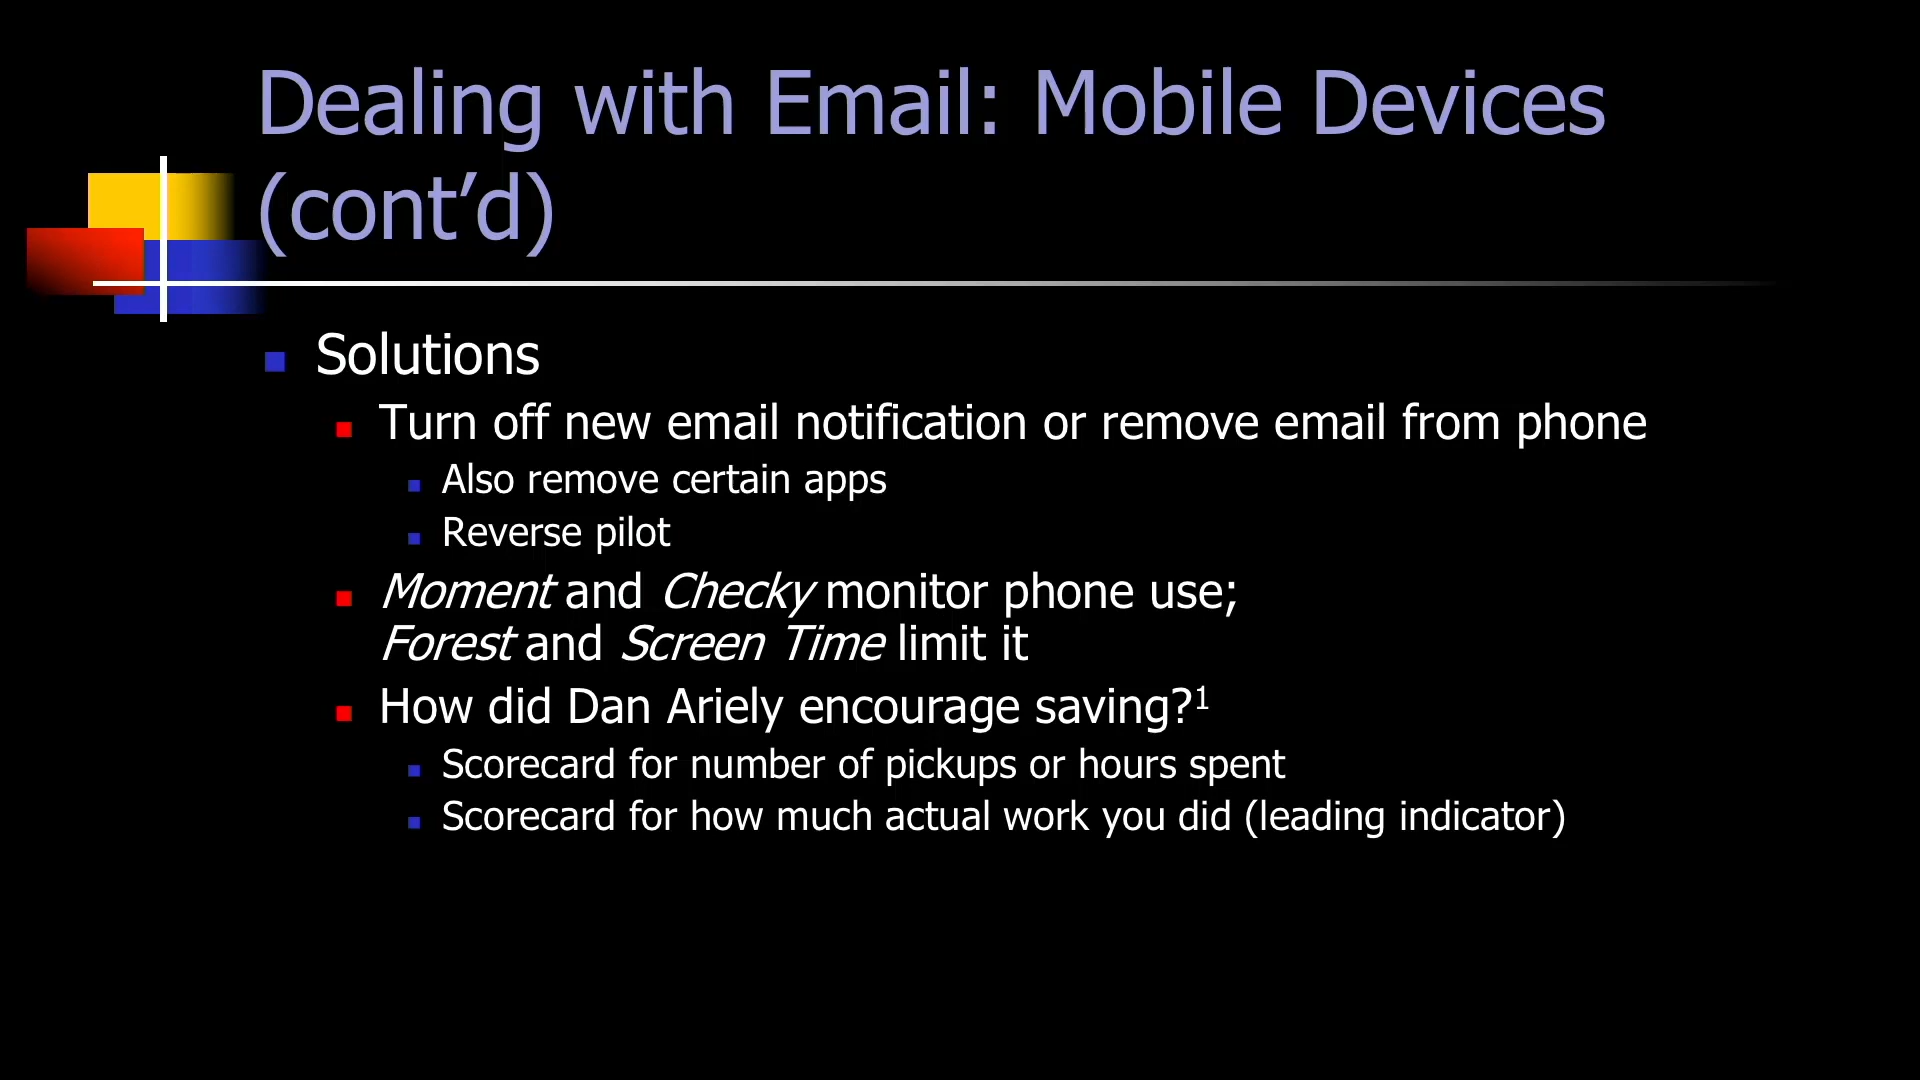 Dealing with Email: Mobile Devices
(cont’d)
Solutions
Turn off new email notification or remove email from phone
Also remove certain apps
Reverse pilot
Moment and Checky monitor phone use;
Forest and Screen Time limit it
How did Dan Ariely encourage saving?¹
Scorecard for number of pickups or hours spent
Scorecard for how much actual work you did (leading indicator)